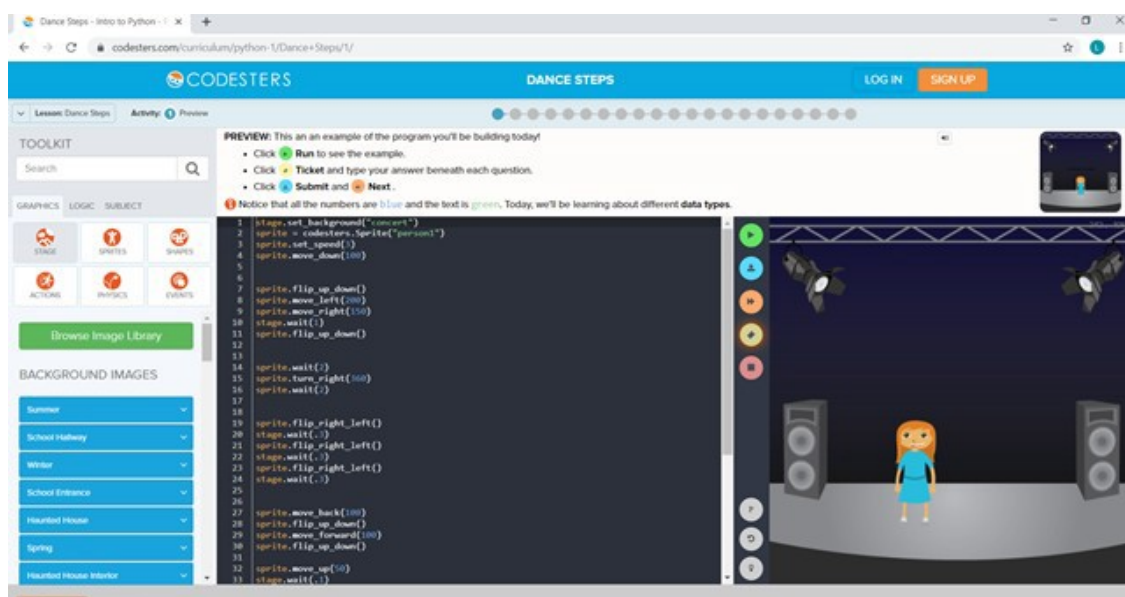 Dance Steps - Intro to Python - 
codesters.com/curriculum/python-1/Dance+Steps/1/
CODESTERS
DANCE STEPS
LOG IN
SIGN UP
Lesson: Dance Steps
Activity: 1 Preview
TOOLKIT
Search
GRAPHICS LOGIC SUBJECT
STAGE SPRITES SHAPES
ACTIONS PHYSICS EVENTS
Browse Image Library
BACKGROUND IMAGES
Summer
School Hallway
Winter
School Entrance
Haunted House
Spring
Haunted House Interior
PREVIEW: This an an example of the program you'll be building today!
• Click Run to see the example.
• Click Ticket and type your answer beneath each question.
• Click Submit and Next .
Notice that all the numbers are blue and the text is green. Today, we'll be learning about different data types.
1 stage.set_background("concert")
2 sprite = codesters.Sprite("person1")
3 sprite.set_speed(3)
4 sprite.move_down(100)
5
6
7 sprite.flip_up_down()
8 sprite.move_left(200)
9 sprite.move_right(150)
10 stage.wait(1)
11 sprite.flip_up_down()
12
13
14 sprite.wait(2)
15 sprite.turn_right(360)
16 sprite.wait(2)
17
18
19 sprite.flip_right_left()
20 stage.wait(.3)
21 sprite.flip_right_left()
22 stage.wait(.3)
23 sprite.flip_right_left()
24 stage.wait(.3)
25
26
27 sprite.move_back(100)
28 sprite.flip_up_down()
29 sprite.move_forward(100)
30 sprite.flip_up_down()
31
32 sprite.move_up(50)
33 stage.wait(.1)